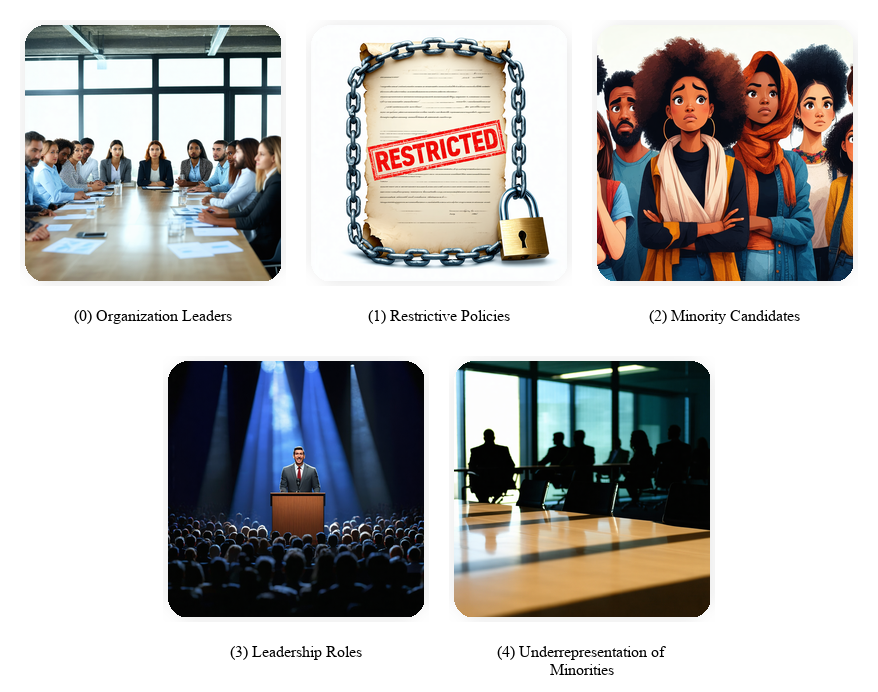 RESTRICTED
(0) Organization Leaders
(1) Restrictive Policies
(2) Minority Candidates
(3) Leadership Roles
(4) Underrepresentation of
Minorities